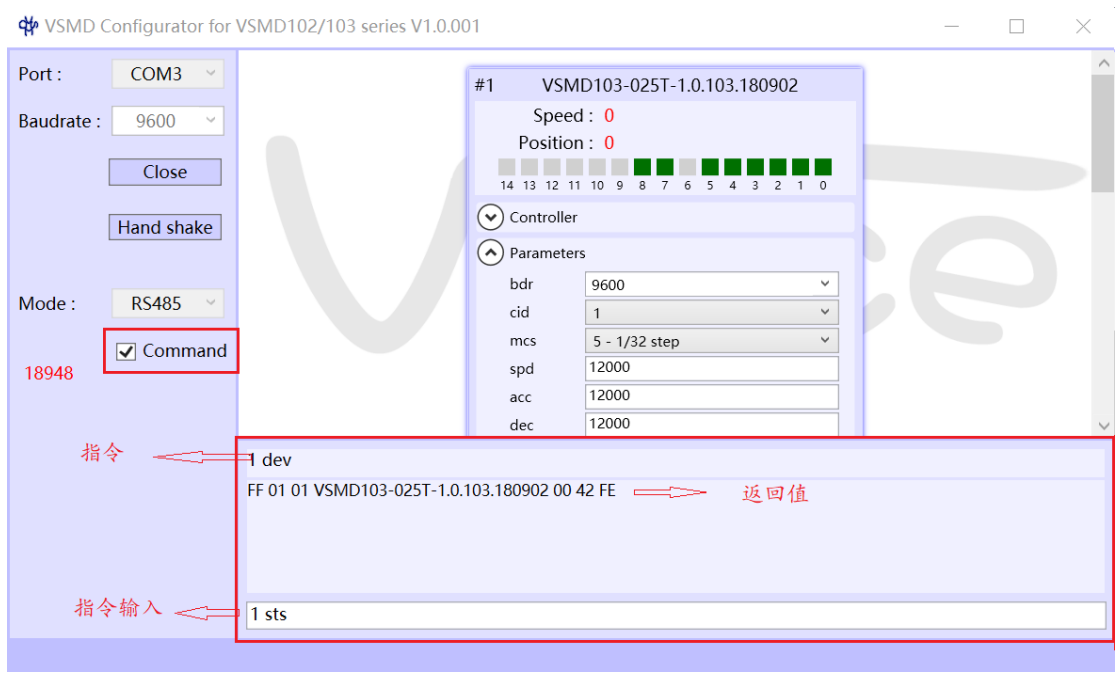 VSMD Configurator for VSMD102/103 series V1.0.001
Port :
COM3
Baudrate :
9600
Close
Hand shake
Mode :
RS485
Command
18948
#1 VSMD103-025T-1.0.103.180902
Speed : 0
Position : 0
14 13 12 11 10 9 8 7 6 5 4 3 2 1 0
Controller
Parameters
bdr 9600
cid 1
mcs 5 - 1/32 step
spd 12000
acc 12000
dec 12000
指令
1 dev
FF 01 01 VSMD103-025T-1.0.103.180902 00 42 FE
返回值
指令输入
1 sts